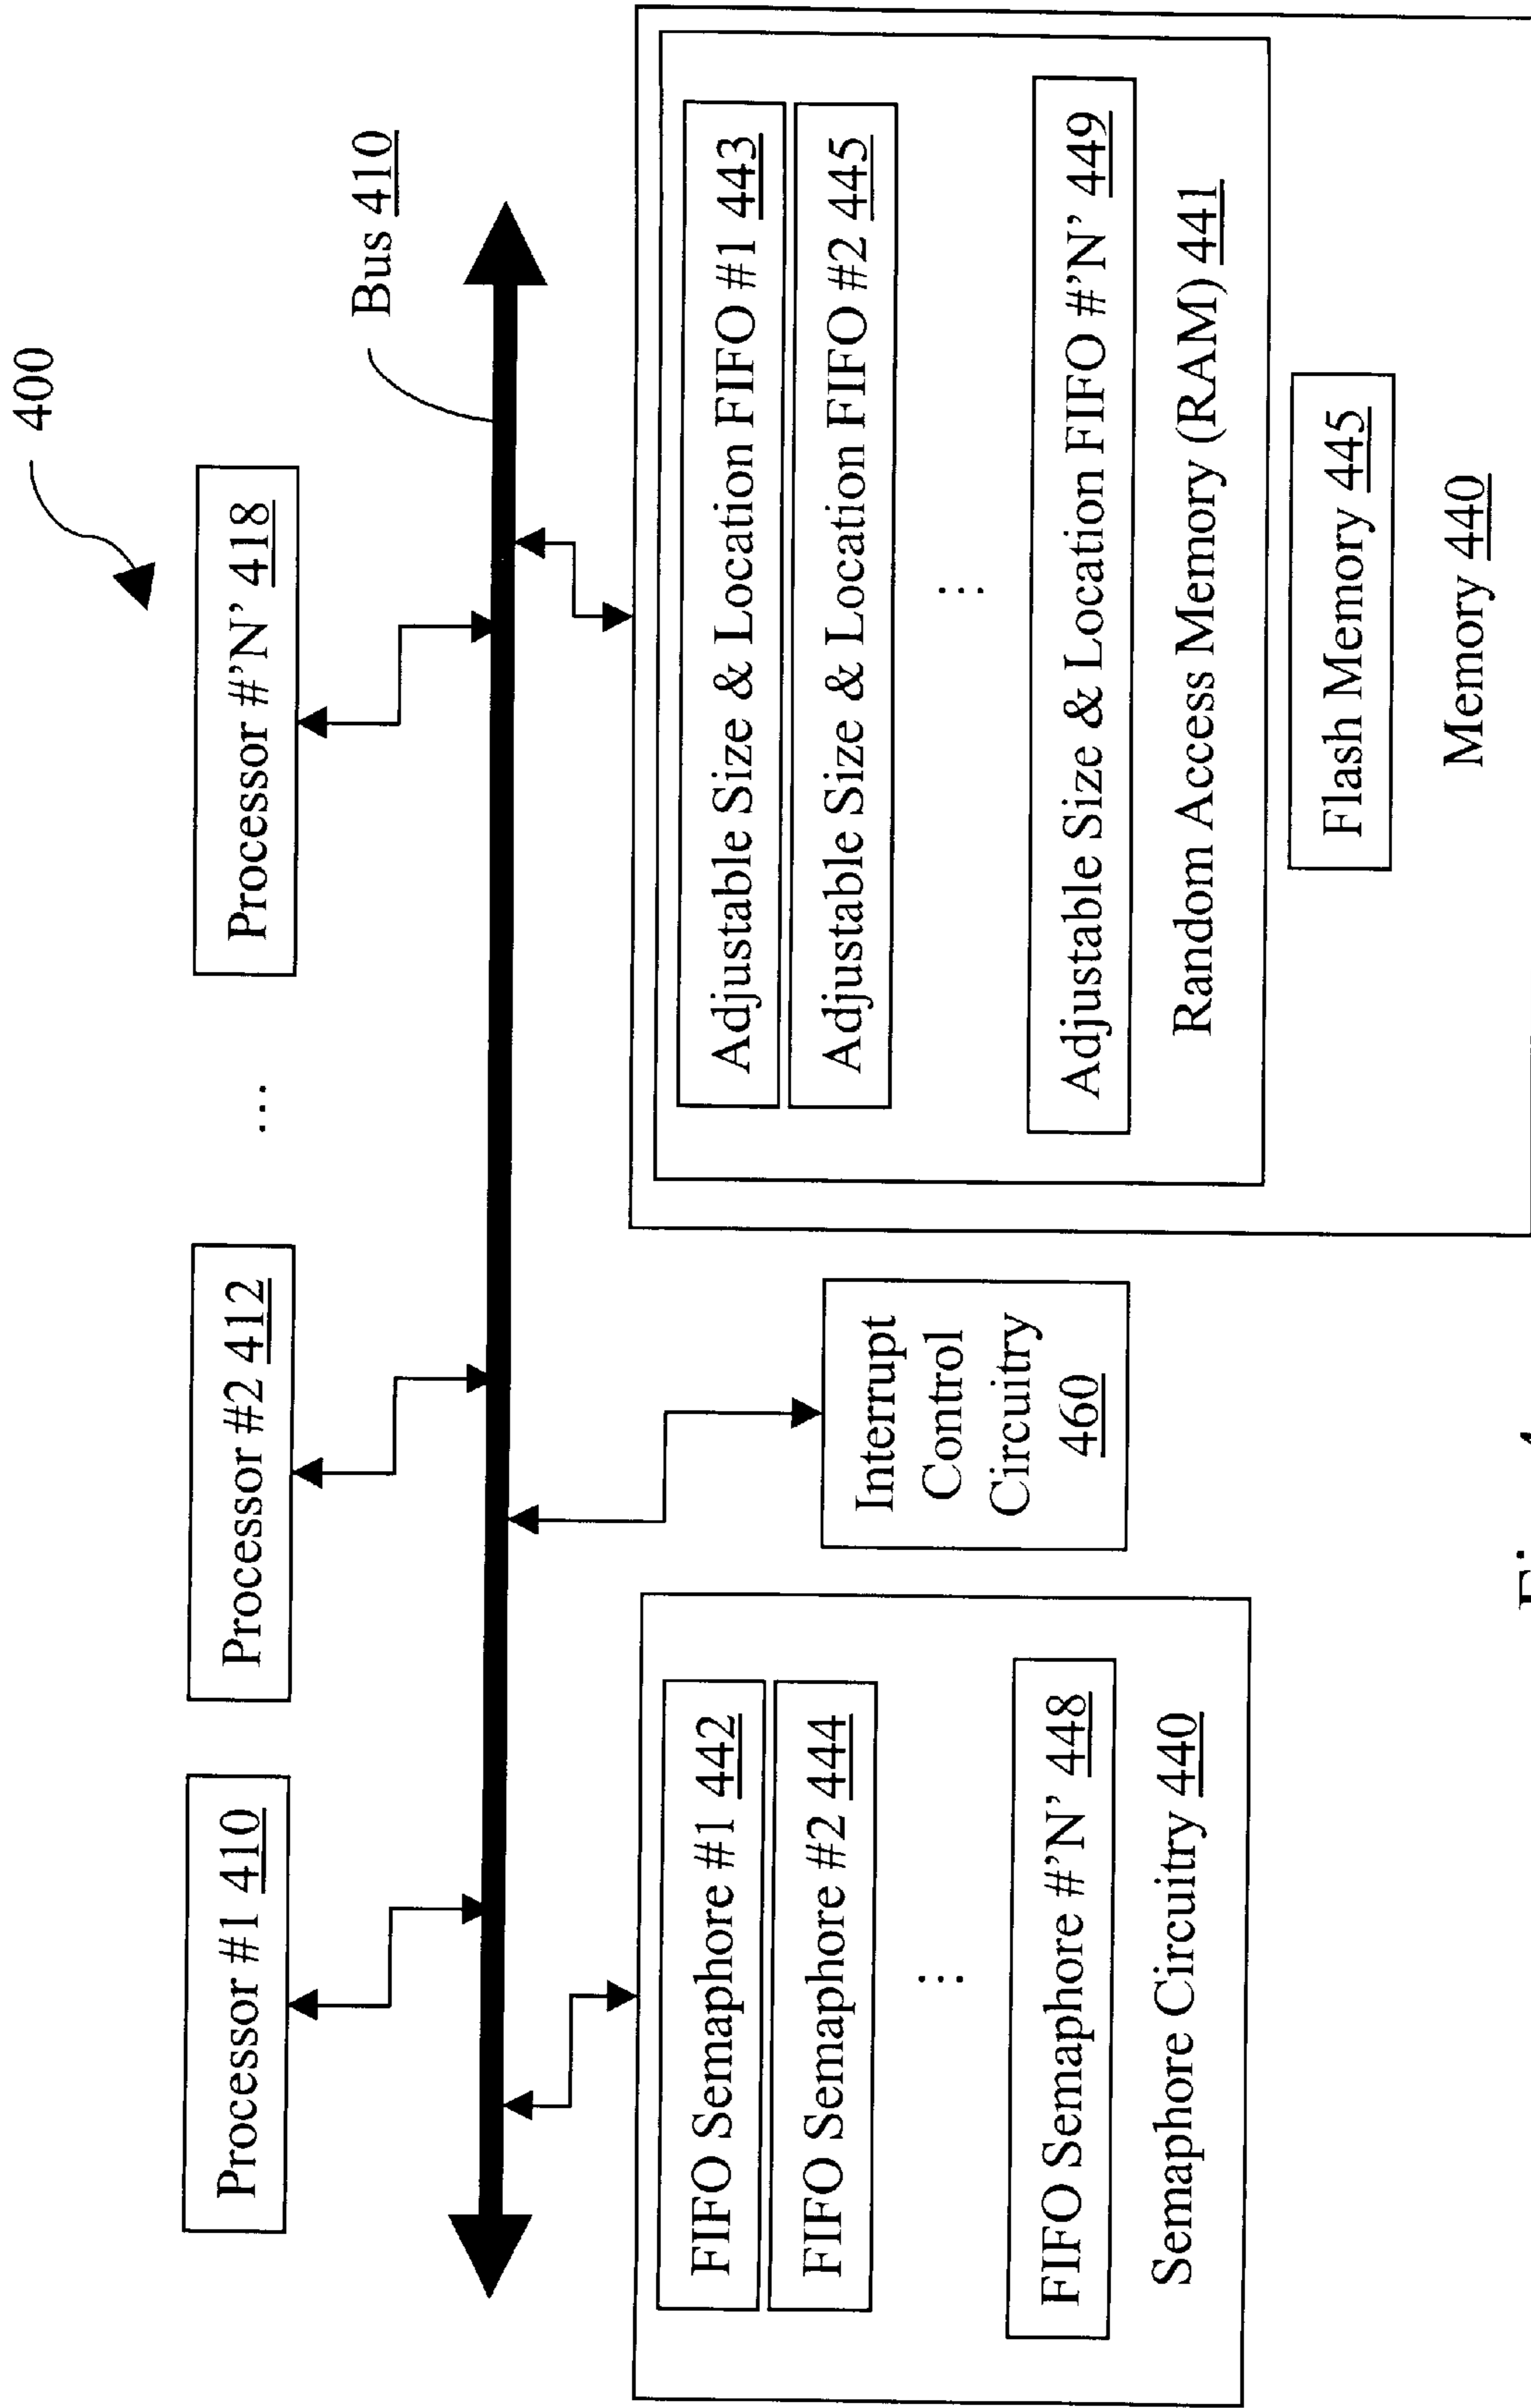 400
Processor #1 410
Processor #2 412
...
Processor #'N' 418
Bus 410
FIFO Semaphore #1 442
FIFO Semaphore #2 444
...
FIFO Semaphore #'N' 448
Semaphore Circuitry 440
Interrupt
Control
Circuitry
460
Adjustable Size & Location FIFO #1 443
Adjustable Size & Location FIFO #2 445
...
Adjustable Size & Location FIFO #'N' 449
Random Access Memory (RAM) 441
Flash Memory 445
Memory 440